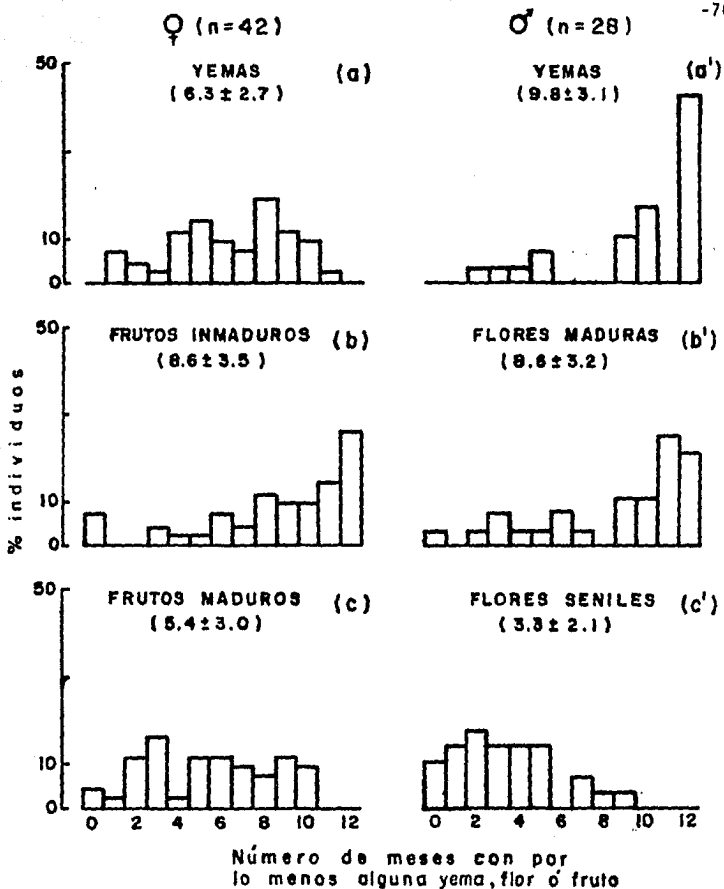 ♀ (n=42)
♂ (n=28)
YEMAS (a)
(6.3 ± 2.7)
YEMAS (a')
(9.8±3.1)
50
10
0
FRUTOS INMADUROS (b)
(8.6±3.5)
FLORES MADURAS (b')
(8.6±3.2)
50
10
0
FRUTOS MADUROS (c)
(5.4±3.0)
FLORES SENILES (c')
(3.3±2.1)
50
10
0
% individuos
0 2 4 6 8 10 12
0 2 4 6 8 10 12
Número de meses con por
lo menos alguna yema, flor ó fruto